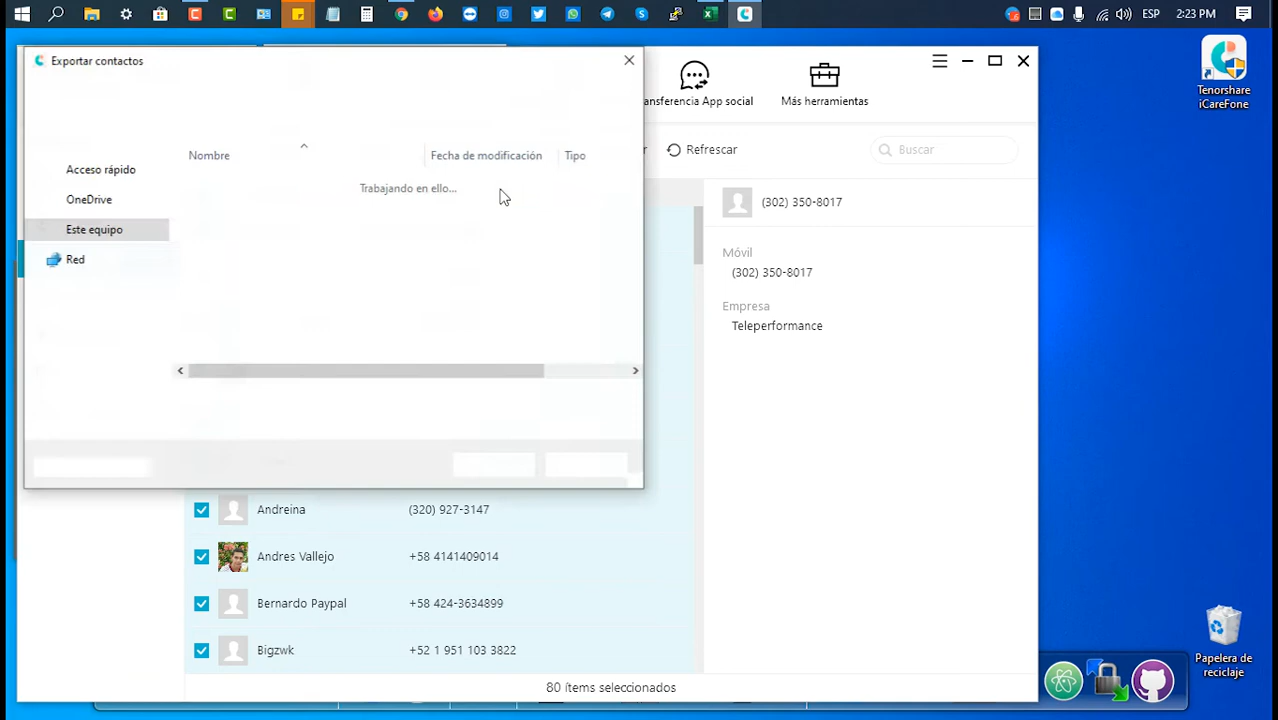 ESP
2:23 PM
Exportar contactos
Nombre
Fecha de modificación
Tipo
Trabajando en ello...
Acceso rápido
OneDrive
Este equipo
Red
ansferencia App social
Más herramientas
r
Refrescar
Buscar
(302) 350-8017
Móvil
(302) 350-8017
Empresa
Teleperformance
Andreina
(320) 927-3147
Andres Vallejo
+58 4141409014
Bernardo Paypal
+58 424-3634899
Bigzwk
+52 1 951 103 3822
80 ítems seleccionados
Tenorshare
iCareFone
Papelera de
reciclaje